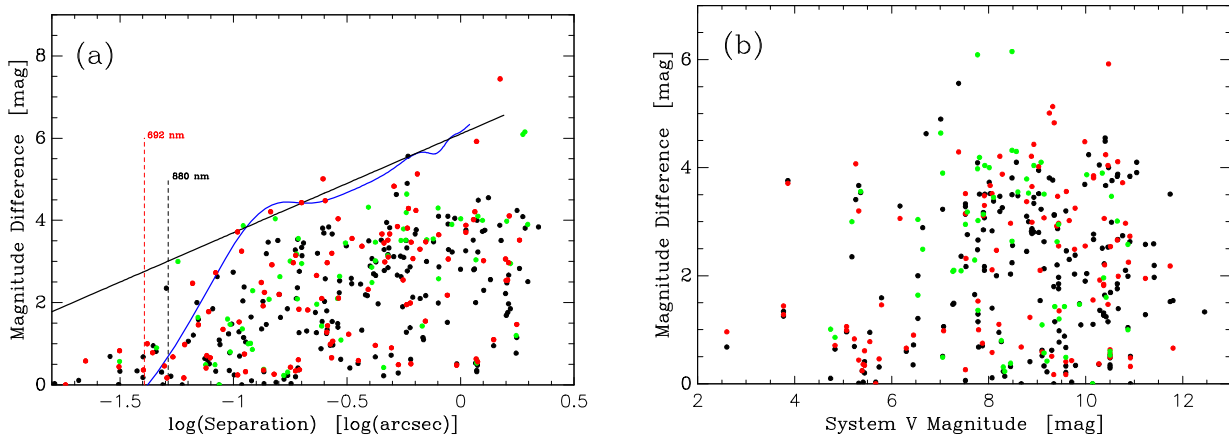 (a)
Magnitude Difference [mag]
8
6
4
2
0
692 nm
880 nm
−1.5
−1
−0.5
0
0.5
log(Separation) [log(arcsec)]
(b)
Magnitude Difference [mag]
6
4
2
0
2
4
6
8
10
12
System V Magnitude [mag]